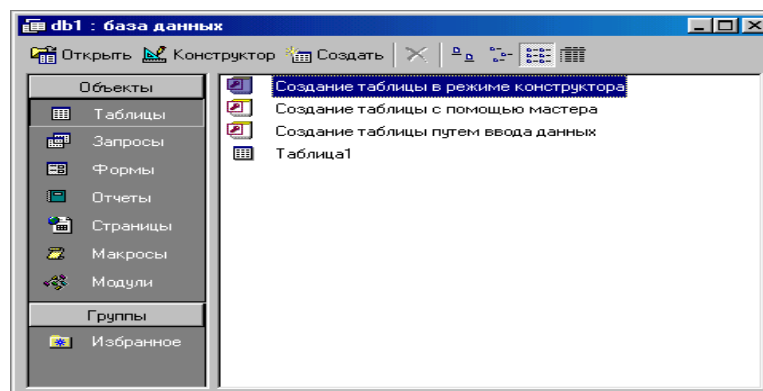 db1 : база данных
Открыть Конструктор Создать
Объекты
Таблицы
Запросы
Формы
Отчеты
Страницы
Макросы
Модули
Группы
Избранное
Создание таблицы в режиме конструктора
Создание таблицы с помощью мастера
Создание таблицы путем ввода данных
Таблица1